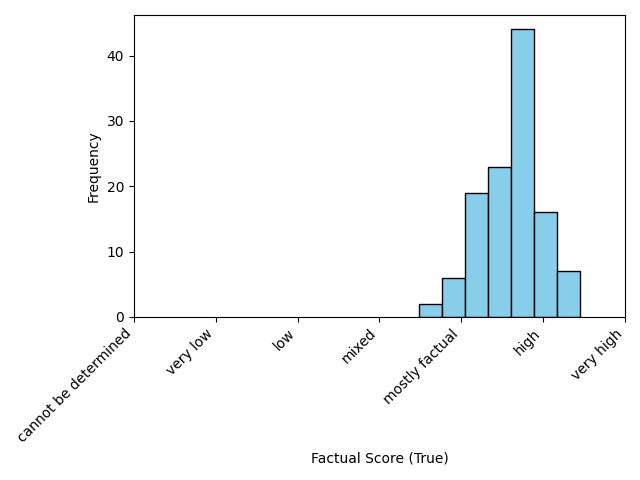 40
30
20
10
0
Frequency
cannot be determined
very low
low
mixed
mostly factual
high
very high
Factual Score (True)